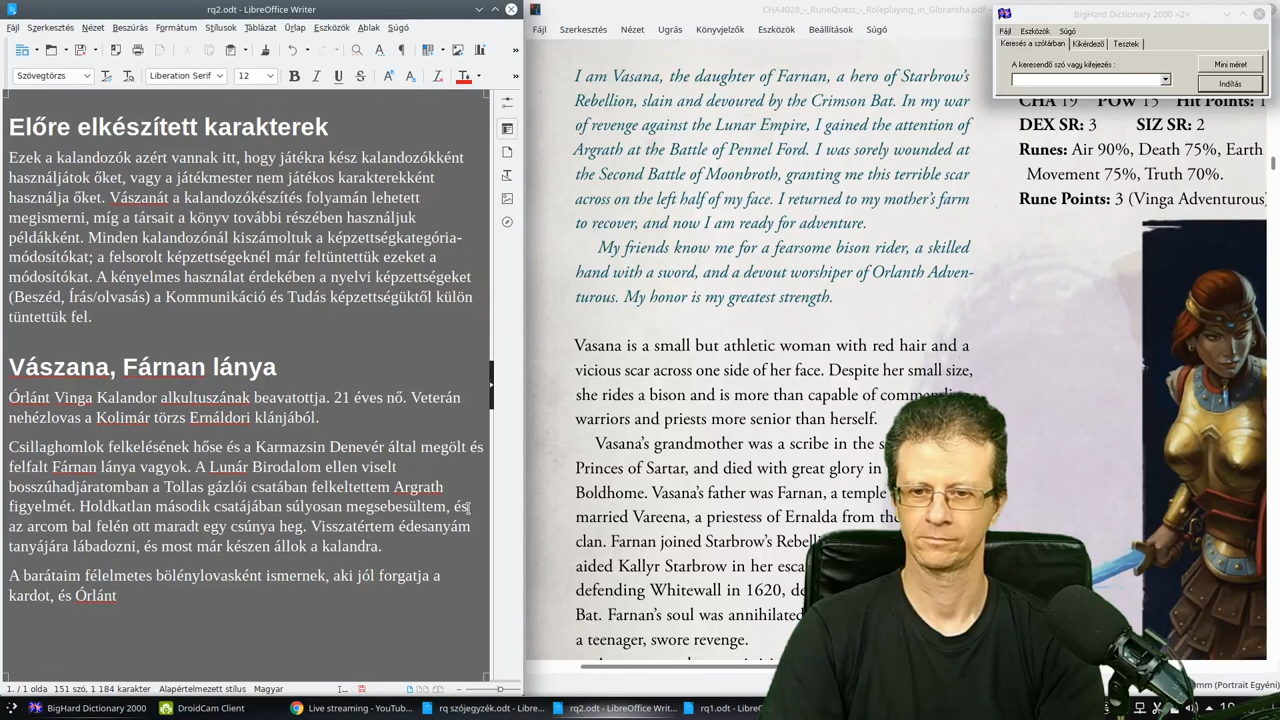 rq2.odt - LibreOffice Writer
Fájl Szerkesztés Nézet Beszúrás Formátum Stílusok Táblázat Űrlap Eszközök Ablak Súgó
Szövegtörzs Liberation Serif 12
Előre elkészített karakterek
Ezek a kalandozók azért vannak itt, hogy játékra kész kalandozókként
használjátok őket, vagy a játékmester nem játékos karakterekként
használja őket. Vászanát a kalandozókészítés folyamán lehetett
megismerni, míg a társait a könyv további részében használjuk
példákként. Minden kalandozónál kiszámoltuk a képzettségkategória-
módosítókat; a felsorolt képzettségeknél már feltüntettük ezeket a
módosítókat. A kényelmes használat érdekében a nyelvi képzettségeket
(Beszéd, Írás/olvasás) a Kommunikáció és Tudás képzettségüktől külön
tüntettük fel.
Vászana, Fárnan lánya
Órlánt Vinga Kalandor alkultuszának beavatottja. 21 éves nő. Veterán
nehézlovas a Kolimár törzs Ernáldori klánjából.
Csillaghomlok felkelésének hőse és a Karmazsin Denevér által megölt és
felfalt Fárnan lánya vagyok. A Lunár Birodalom ellen viselt
bosszúhadjáratomban a Tollas gázlói csatában felkeltettem Argrath
figyelmét. Holdkatlan második csatájában súlyosan megsebesültem, és
az arcom bal felén ott maradt egy csúnya heg. Visszatértem édesanyám
tanyájára lábadozni, és most már készen állok a kalandra.
A barátaim félelmetes bölénylovasként ismernek, aki jól forgatja a
kardot, és Órlánt
1. / 1 oldal 151 szó, 1 184 karakter Alapértelmezett stílus Magyar
CHA4028_-_RuneQuest_-_Roleplaying_in_Glorantha.pdf
Fájl Szerkesztés Nézet Ugrás Könyvjelzők Eszközök Beállítások Súgó
I am Vasana, the daughter of Farnan, a hero of Starbrow's
Rebellion, slain and devoured by the Crimson Bat. In my war
of revenge against the Lunar Empire, I gained the attention of
Argrath at the Battle of Pennel Ford. I was sorely wounded at
the Second Battle of Moonbroth, granting me this terrible scar
across on the left half of my face. I returned to my mother's farm
to recover, and now I am ready for adventure.
My friends know me for a fearsome bison rider, a skilled
hand with a sword, and a devout worshiper of Orlanth Adven-
turous. My honor is my greatest strength.
Vasana is a small but athletic woman with red hair and a
vicious scar across one side of her face. Despite her small size,
she rides a bison and is more than capable of commanding
warriors and priests more senior than herself.
Vasana's grandmother was a scribe in the
Princes of Sartar, and died with great glory in
Boldhome. Vasana's father was Farnan, a temple
married Vareena, a priestess of Ernalda from the
clan. Farnan joined Starbrow's
aided Kallyr Starbrow in her
defending Whitewall in 1620,
Bat. Farnan's soul was annihilated
a teenager, swore revenge.
BigHard Dictionary 2000 <2>
Fájl Eszközök Súgó
Keresés a szótárban Kikérdező Tesztek
A keresendő szó vagy kifejezés :
Mini méret
Indítás
CHA 19 POW 15 Hit Points: 1
DEX SR: 3 SIZ SR: 2
Runes: Air 90%, Death 75%, Earth
Movement 75%, Truth 70%.
Rune Points: 3 (Vinga Adventurous)
mm (Portrait Egyéni)
BigHard Dictionary 2000 DroidCam Client Live streaming - YouTub... rq szójegyzék.odt - Libre... rq2.odt - LibreOffice Writ... rq1.odt - Libre